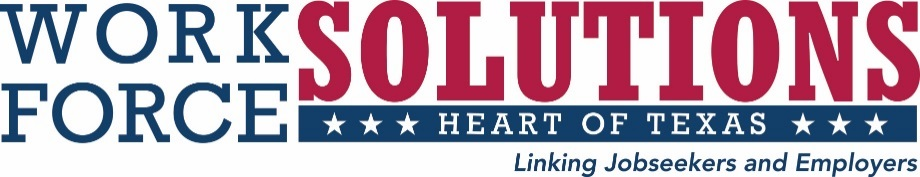 WORK
FORCE
SOLUTIONS
HEART OF TEXAS
Linking Jobseekers and Employers